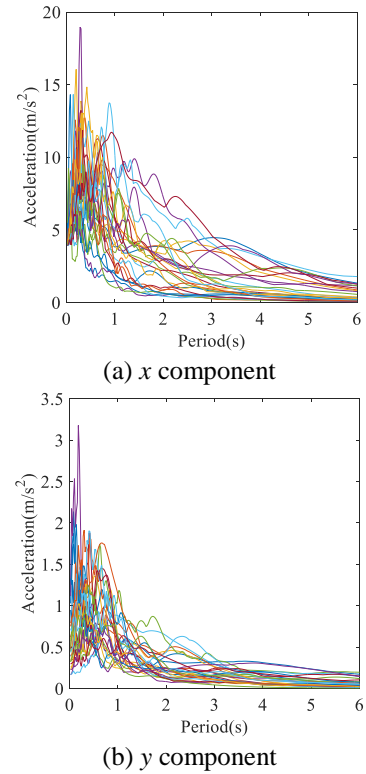 20
15
10
5
0
Acceleration(m/s²)
0 1 2 3 4 5 6
Period(s)
(a) x component
3.5
3
2.5
2
1.5
1
0.5
0
Acceleration(m/s²)
0 1 2 3 4 5 6
Period(s)
(b) y component